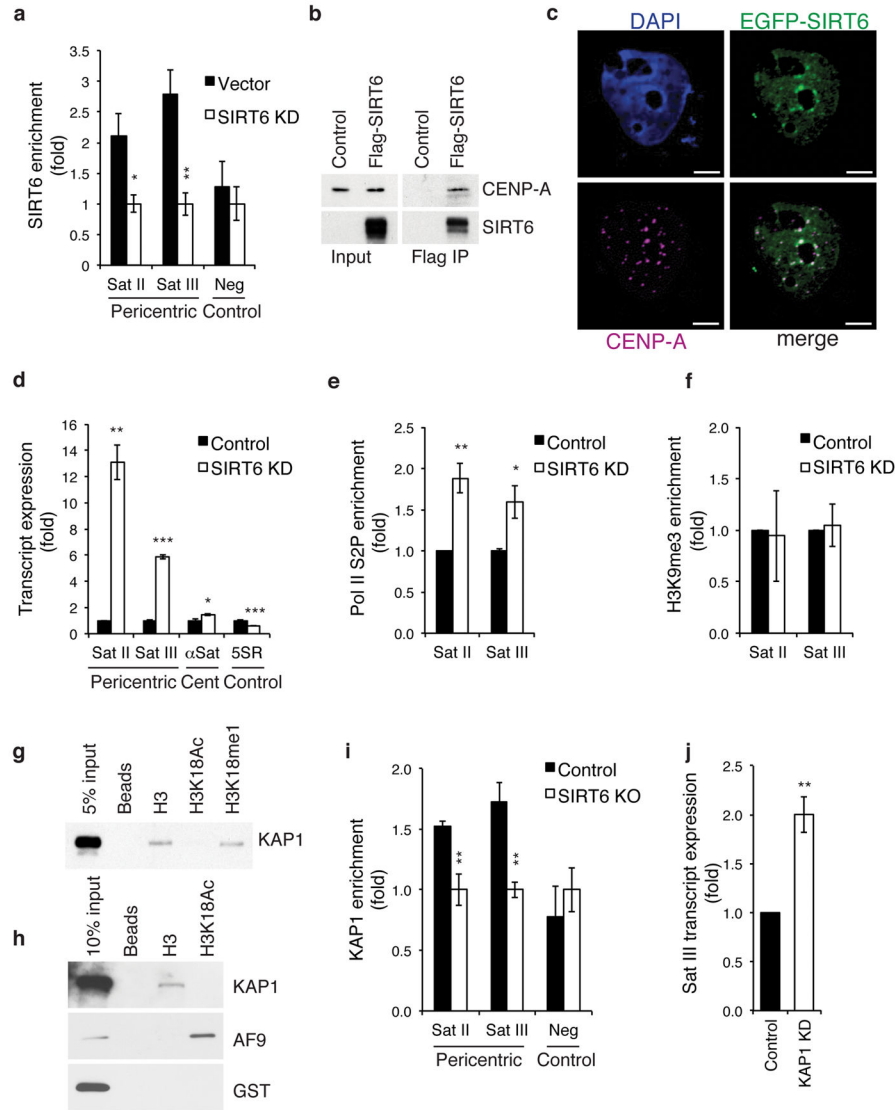 a
SIRT6 enrichment
(fold)
3.5
3
2.5
2
1.5
1
0.5
0
Vector
SIRT6 KD
*
**
Sat II Sat III Neg
Pericentric Control
b
Control
Flag-SIRT6
Control
Flag-SIRT6
CENP-A
SIRT6
Input Flag IP
c
DAPI EGFP-SIRT6
CENP-A merge
d
Transcript expression
(fold)
16
14
12
10
8
6
4
2
0
Control
SIRT6 KD
**
***
*
***
Sat II Sat III αSat 5SR
Pericentric Cent Control
e
Pol II S2P enrichment
(fold)
2.5
2.0
1.5
1.0
0.5
0.0
Control
SIRT6 KD
**
*
Sat II Sat III
f
H3K9me3 enrichment
(fold)
2.0
1.5
1.0
0.5
0.0
Control
SIRT6 KD
Sat II Sat III
g
5% input
Beads
H3
H3K18Ac
H3K18me1
KAP1
h
10% input
Beads
H3
H3K18Ac
KAP1
AF9
GST
i
KAP1 enrichment
(fold)
2.0
1.5
1.0
0.5
0.0
Control
SIRT6 KO
**
**
Sat II Sat III Neg
Pericentric Control
j
Sat III transcript expression
(fold)
2.5
2.0
1.5
1.0
0.5
0.0
**
Control
KAP1 KD